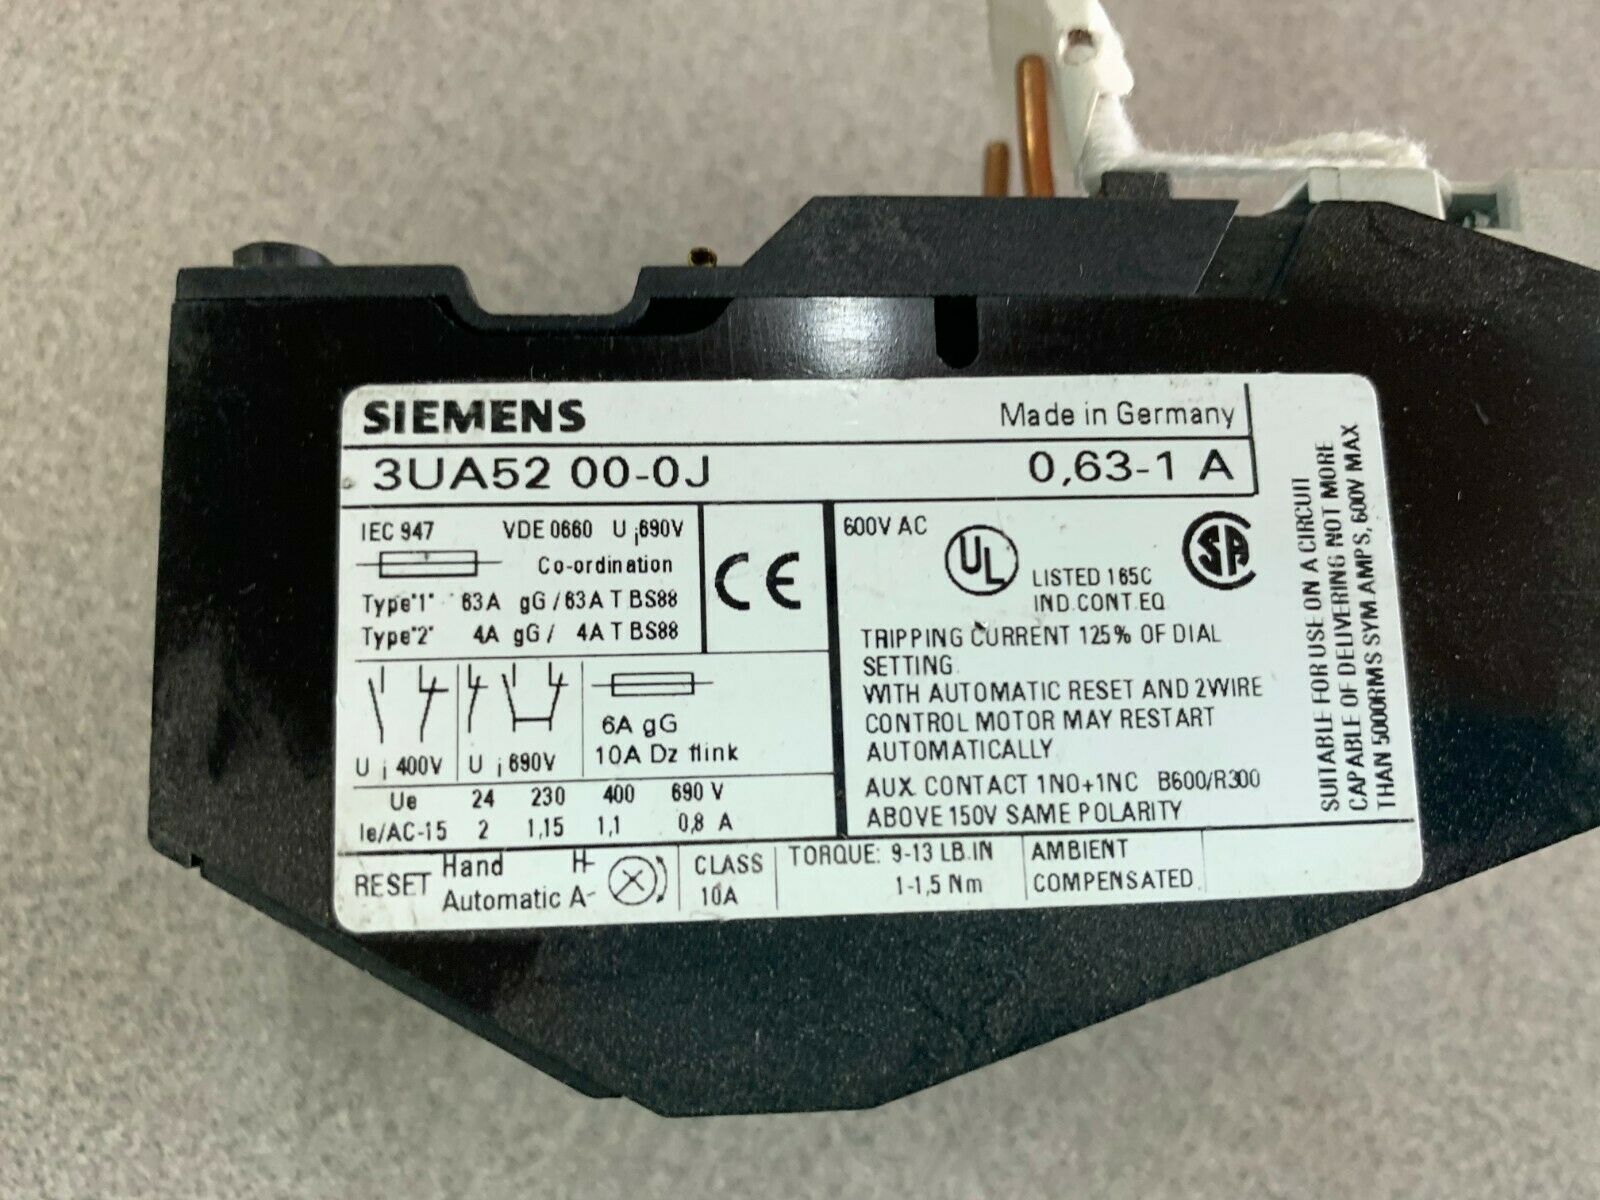 SIEMENS
Made in Germany
3UA52 00-0J
0,63-1 A
IEC 947 VDE 0660 U i 690V
Co-ordination
Type"1" 63A gG / 63A T BS88
Type"2" 4A gG / 4A T BS88
CE
U i 400V
U i 690V
6A gG
10A Dz flink
Ue 24 230 400 690 V
Ie/AC-15 2 1,15 1,1 0,8 A
600V AC
UL
LISTED 165C
IND.CONT.EQ
SA
TRIPPING CURRENT 125% OF DIAL
SETTING.
WITH AUTOMATIC RESET AND 2WIRE
CONTROL MOTOR MAY RESTART
AUTOMATICALLY.
AUX. CONTACT 1NO+1NC B600/R300
ABOVE 150V SAME POLARITY
SUITABLE FOR USE ON A CIRCUIT
CAPABLE OF DELIVERING NOT MORE
THAN 5000RMS SYM AMPS, 600V MAX
RESET Hand H
Automatic A
CLASS
10A
TORQUE: 9-13 LB.IN
1-1,5 Nm
AMBIENT
COMPENSATED